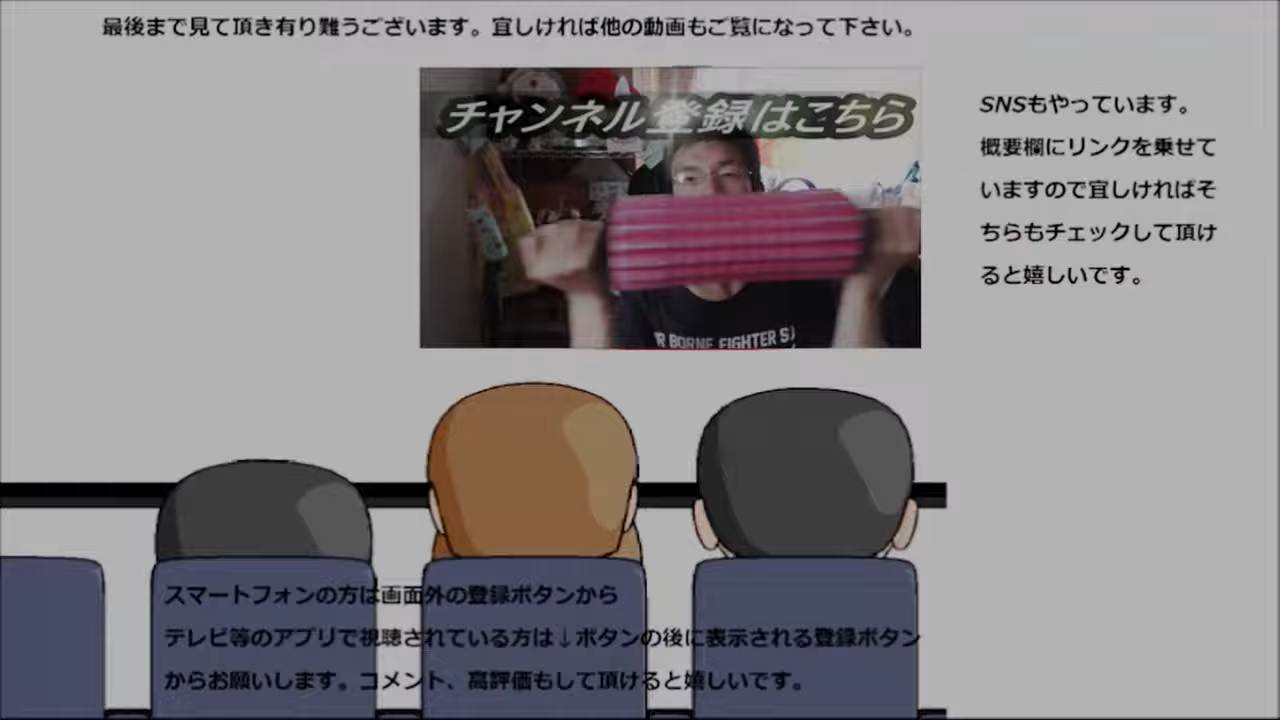 最後まで見て頂き有り難うございます。宜しければ他の動画もご覧になって下さい。
チャンネル登録はこちら
SNSもやっています。
概要欄にリンクを乗せて
いますので宜しければそ
ちらもチェックして頂け
ると嬉しいです。
R BORNE FIGHTER S
スマートフォンの方は画面外の登録ボタンから
テレビ等のアプリで視聴されている方は↓ボタンの後に表示される登録ボタン
からお願いします。コメント、高評価もして頂けると嬉しいです。